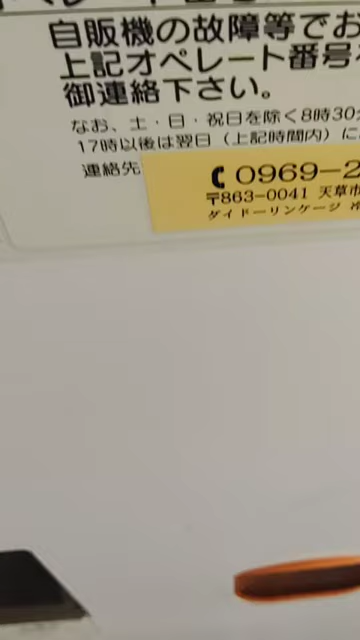 自販機の故障等でお
上記オペレート番号
御連絡下さい。
なお、土・日・祝日を除く8時30分
17時以後は翌日（上記時間内）に
連絡先
0969-2
〒863-0041 天草市
ダイドーリンケージ